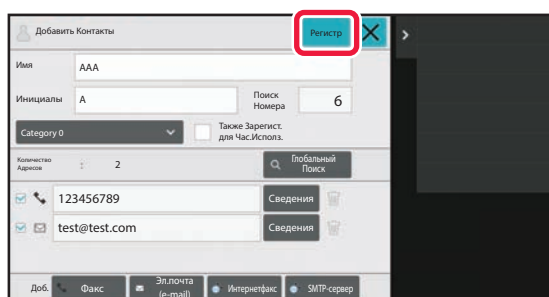 Добавить Контакты
Регистр
Имя
AAA
Инициалы
A
Поиск
Номера
6
Category 0
Также Зарегист.
для Час.Исполз.
Количество
Адресов
:
2
Глобальный
Поиск
123456789
Сведения
test@test.com
Сведения
Доб.
Факс
Эл.почта
(e-mail)
Интернетфакс
SMTP-сервер